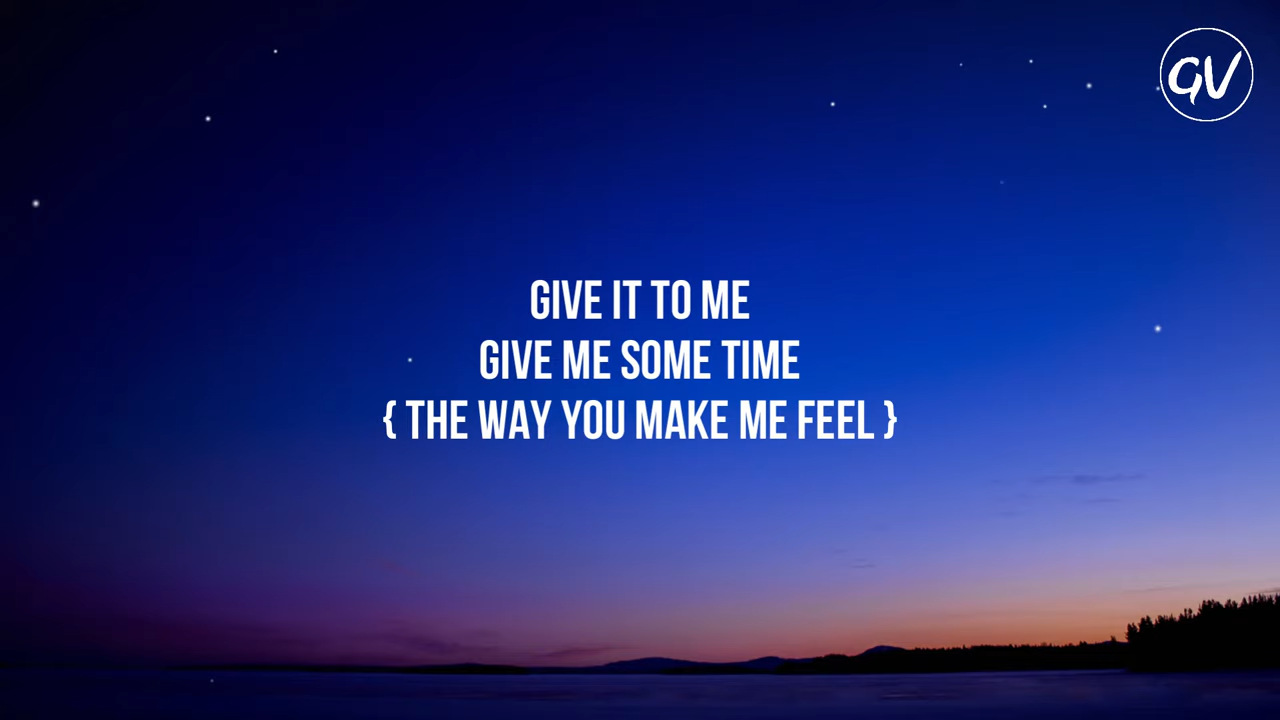 GV
GIVE IT TO ME
GIVE ME SOME TIME
{ THE WAY YOU MAKE ME FEEL }